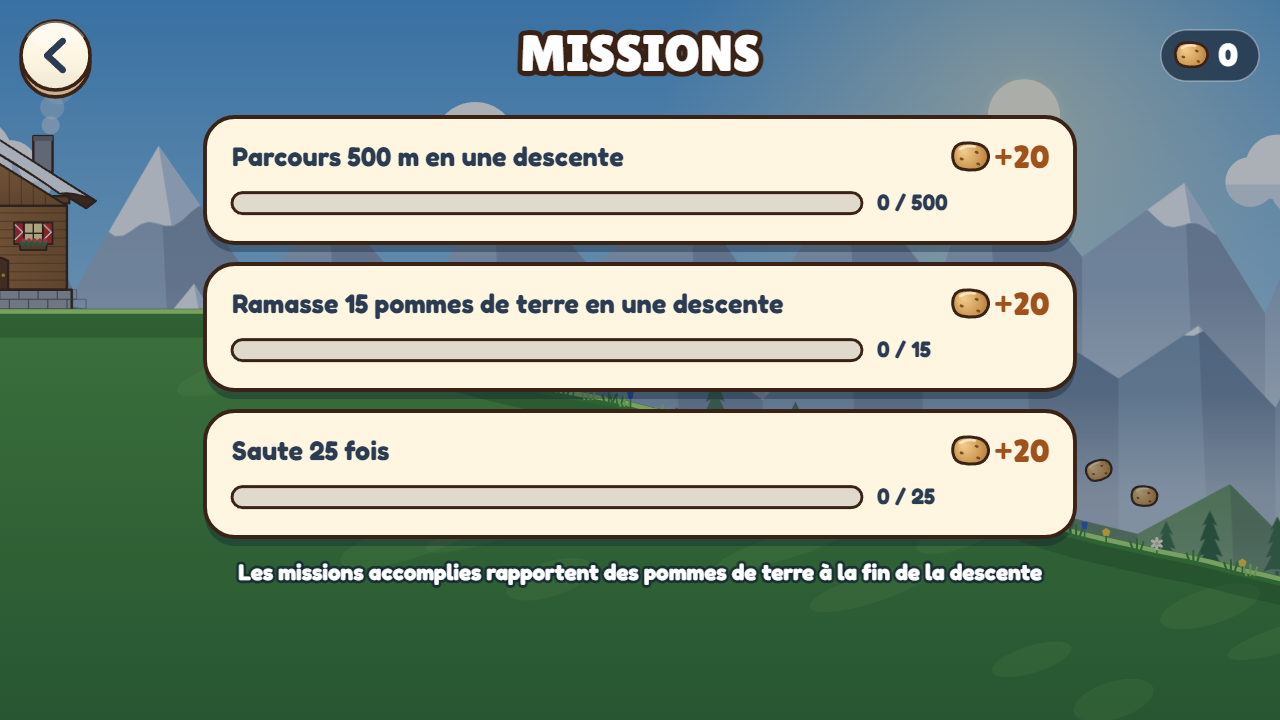 MISSIONS
0
Parcours 500 m en une descente
+20
0 / 500
Ramasse 15 pommes de terre en une descente
+20
0 / 15
Saute 25 fois
+20
0 / 25
Les missions accomplies rapportent des pommes de terre à la fin de la descente